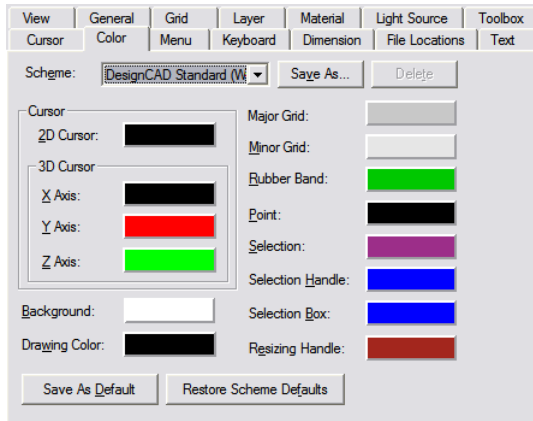 View General Grid Layer Material Light Source Toolbox
Cursor Color Menu Keyboard Dimension File Locations Text
Scheme: DesignCAD Standard (W Save As... Delete
Cursor
2D Cursor:
3D Cursor
X Axis:
Y Axis:
Z Axis:
Background:
Drawing Color:
Major Grid:
Minor Grid:
Rubber Band:
Point:
Selection:
Selection Handle:
Selection Box:
Resizing Handle:
Save As Default Restore Scheme Defaults